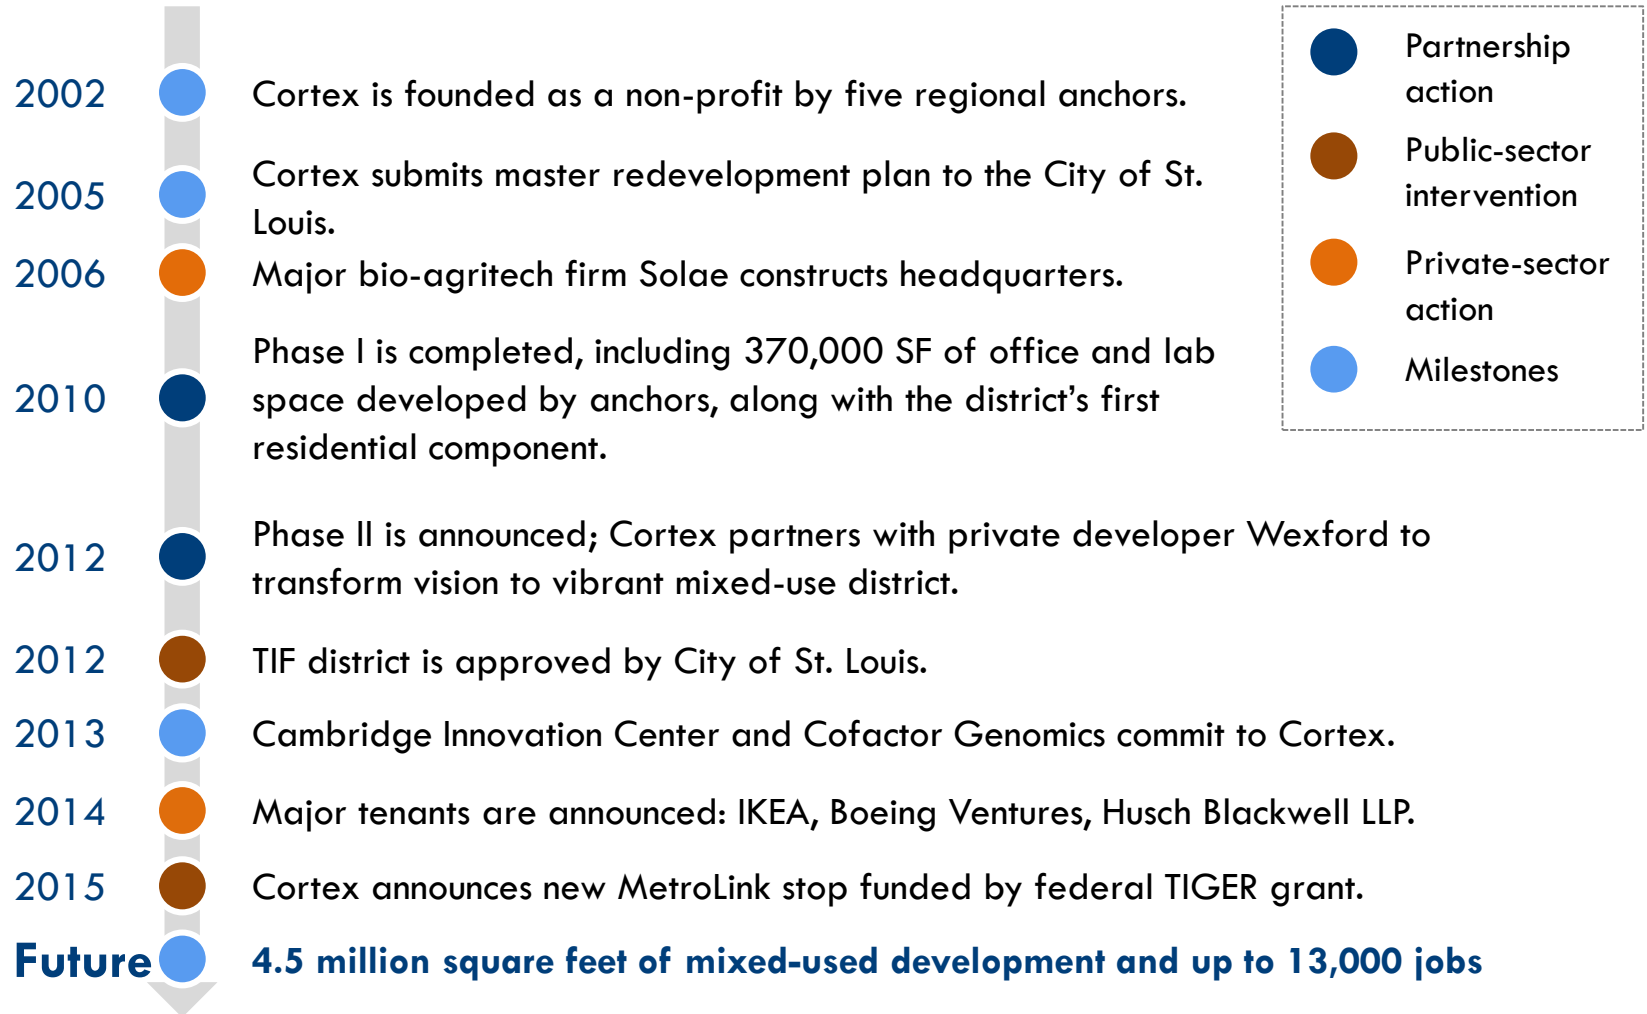 2002
Cortex is founded as a non-profit by five regional anchors.
2005
Cortex submits master redevelopment plan to the City of St.
Louis.
2006
Major bio-agritech firm Solae constructs headquarters.
2010
Phase I is completed, including 370,000 SF of office and lab
space developed by anchors, along with the district’s first
residential component.
2012
Phase II is announced; Cortex partners with private developer Wexford to
transform vision to vibrant mixed-use district.
2012
TIF district is approved by City of St. Louis.
2013
Cambridge Innovation Center and Cofactor Genomics commit to Cortex.
2014
Major tenants are announced: IKEA, Boeing Ventures, Husch Blackwell LLP.
2015
Cortex announces new MetroLink stop funded by federal TIGER grant.
Future
4.5 million square feet of mixed-used development and up to 13,000 jobs
Partnership
action
Public-sector
intervention
Private-sector
action
Milestones